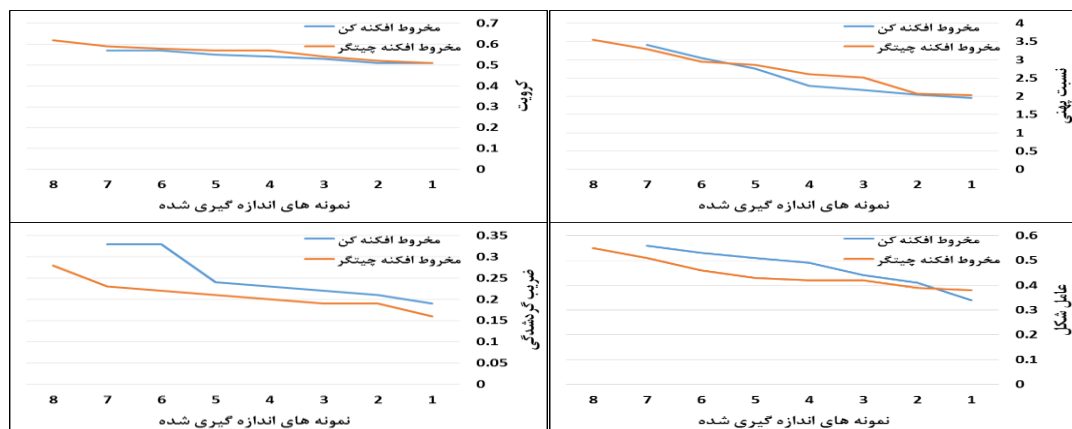 0.7
0.6
0.5
0.4
0.3
0.2
0.1
0
کرویت
مخروط افکنه کن
مخروط افکنه چیتگر
8 7 6 5 4 3 2 1
نمونه های اندازه گیری شده
4
3.5
3
2.5
2
1.5
1
0.5
0
نسبت پهنی
مخروط افکنه کن
مخروط افکنه چیتگر
8 7 6 5 4 3 2 1
نمونه های اندازه گیری شده
0.35
0.3
0.25
0.2
0.15
0.1
0.05
0
ضریب گردشدگی
مخروط افکنه کن
مخروط افکنه چیتگر
8 7 6 5 4 3 2 1
نمونه های اندازه گیری شده
0.6
0.5
0.4
0.3
0.2
0.1
0
عامل شکل
مخروط افکنه کن
مخروط افکنه چیتگر
8 7 6 5 4 3 2 1
نمونه های اندازه گیری شده